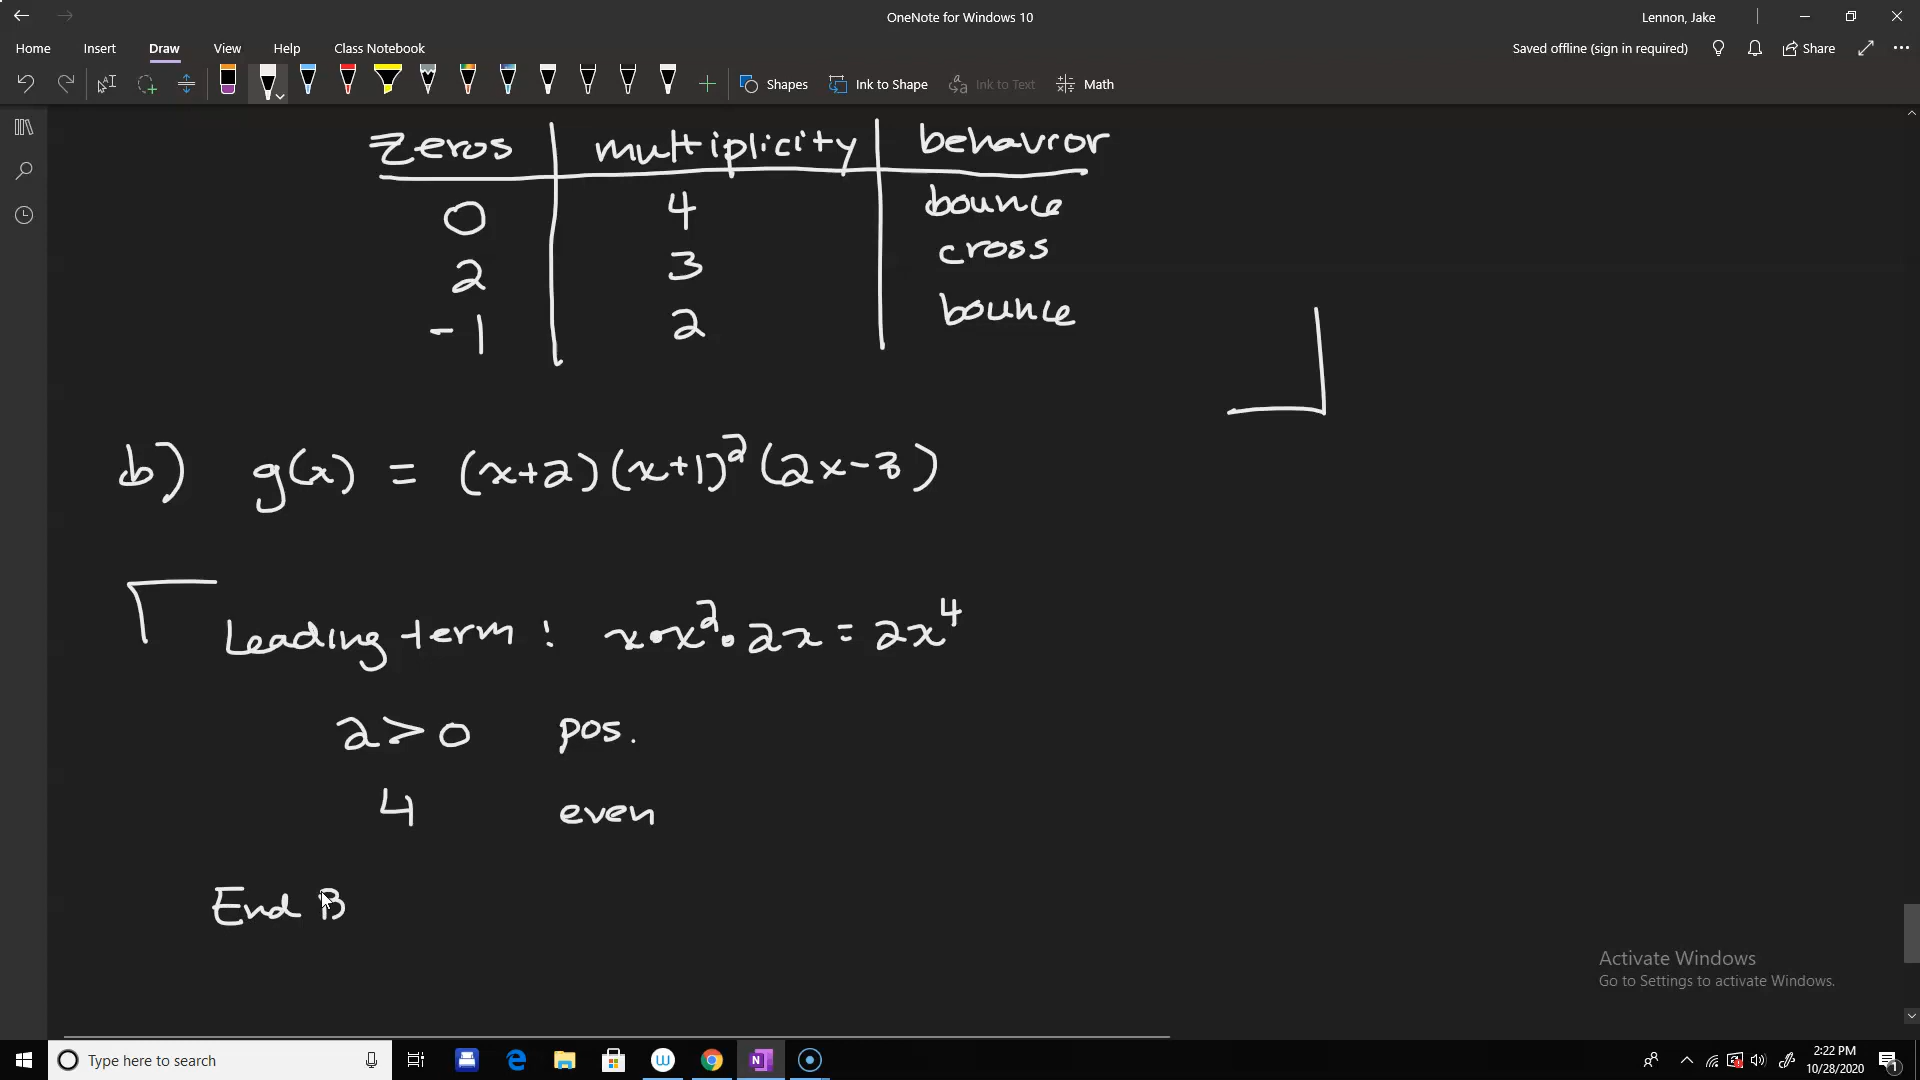 OneNote for Windows 10
Lennon, Jake
Home Insert Draw View Help Class Notebook
Saved offline (sign in required) Share
Shapes Ink to Shape Ink to Text Math
zeros multiplicity behavior
0 4 bounce
2 3 cross
-1 2 bounce
b) g(x) = (x+2)(x+1)²(2x-3)
Leading term : x•x²•2x = 2x⁴
2>0 pos.
4 even
End B
Activate Windows
Go to Settings to activate Windows.
Type here to search
2:22 PM
10/28/2020